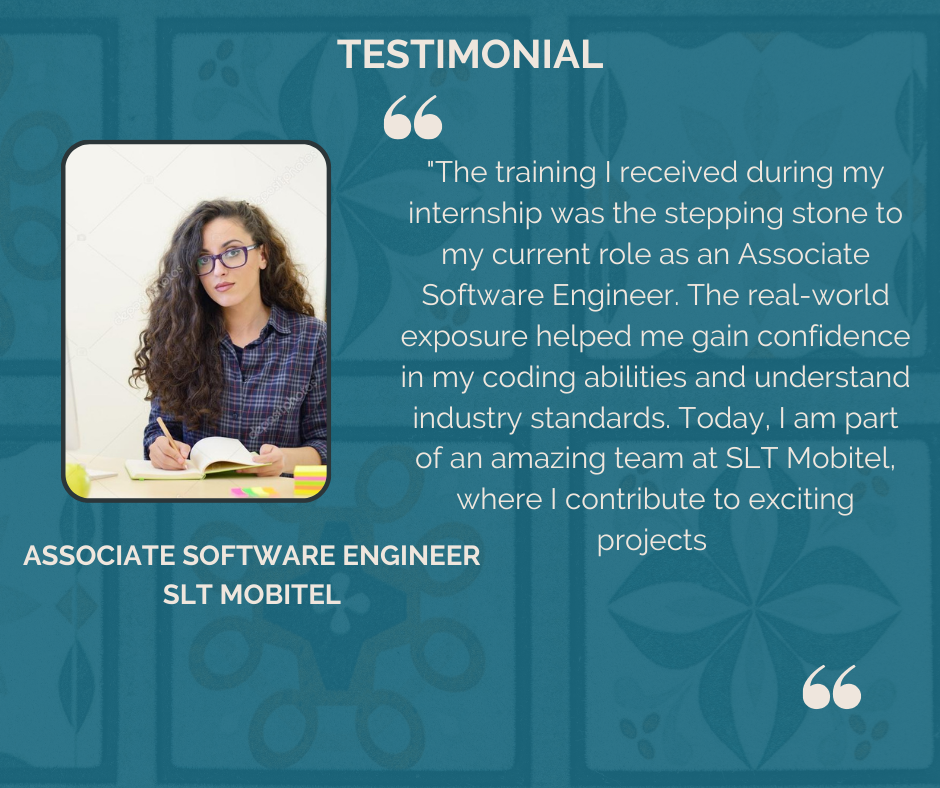 TESTIMONIAL
“
"The training I received during my
internship was the stepping stone to
my current role as an Associate
Software Engineer. The real-world
exposure helped me gain confidence
in my coding abilities and understand
industry standards. Today, I am part
of an amazing team at SLT Mobitel,
where I contribute to exciting
projects
ASSOCIATE SOFTWARE ENGINEER
SLT MOBITEL
“